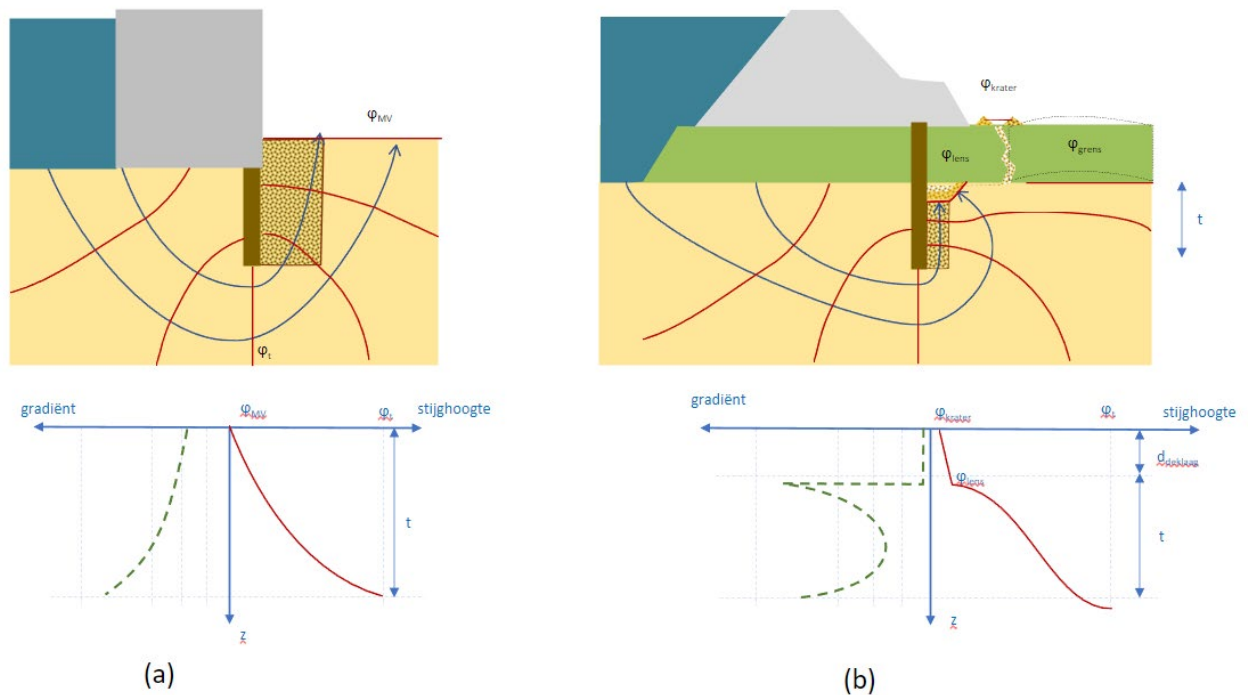 φMV
φt
gradiënt
φMV
φt
stijghoogte
t
z
(a)
φkrater
φlens
φgrens
t
gradiënt
φkrater
φt
stijghoogte
ddeklaag
φlens
t
z
(b)